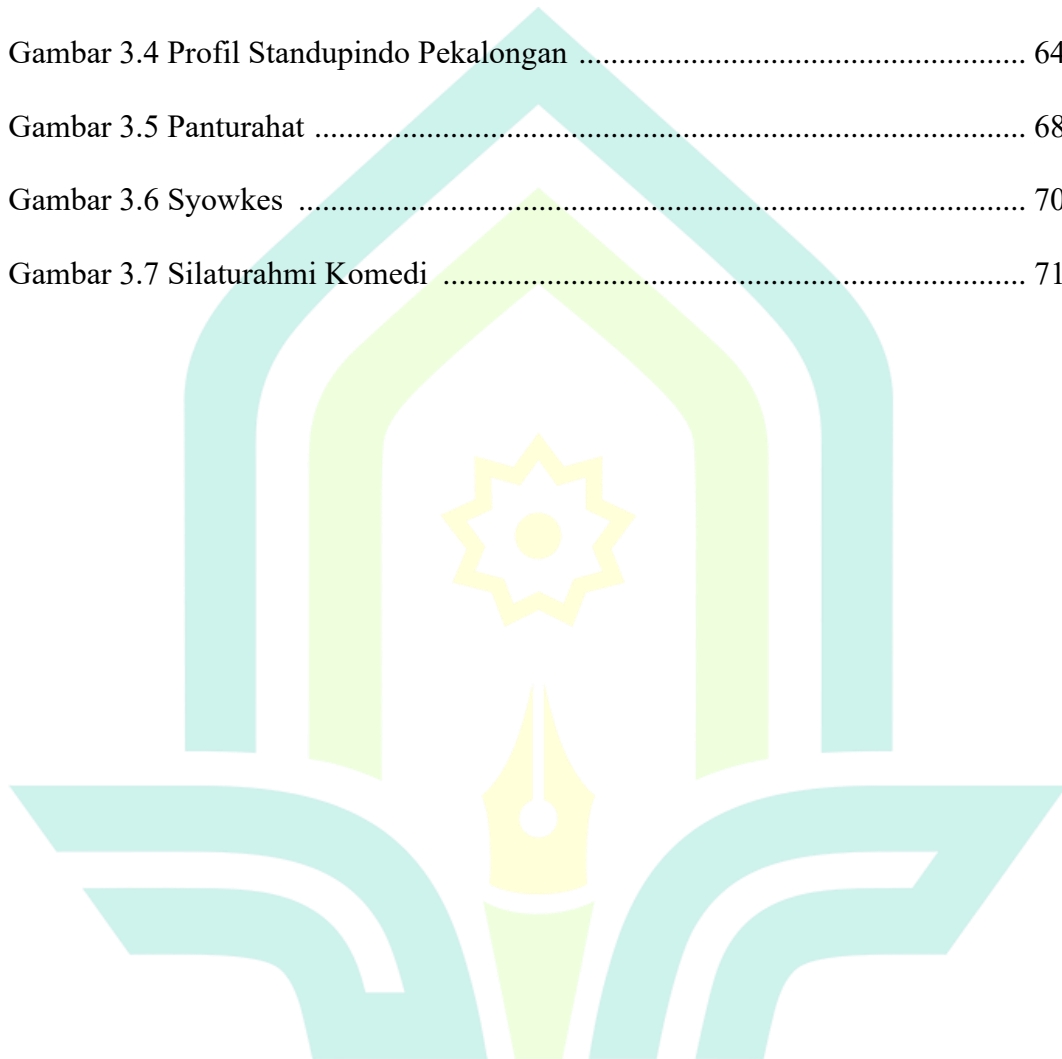 Gambar 3.4 Profil Standupindo Pekalongan ........................................................ 64
Gambar 3.5 Panturahat ......................................................................................... 68
Gambar 3.6 Syowkes ........................................................................................... 70
Gambar 3.7 Silaturahmi Komedi ......................................................................... 71